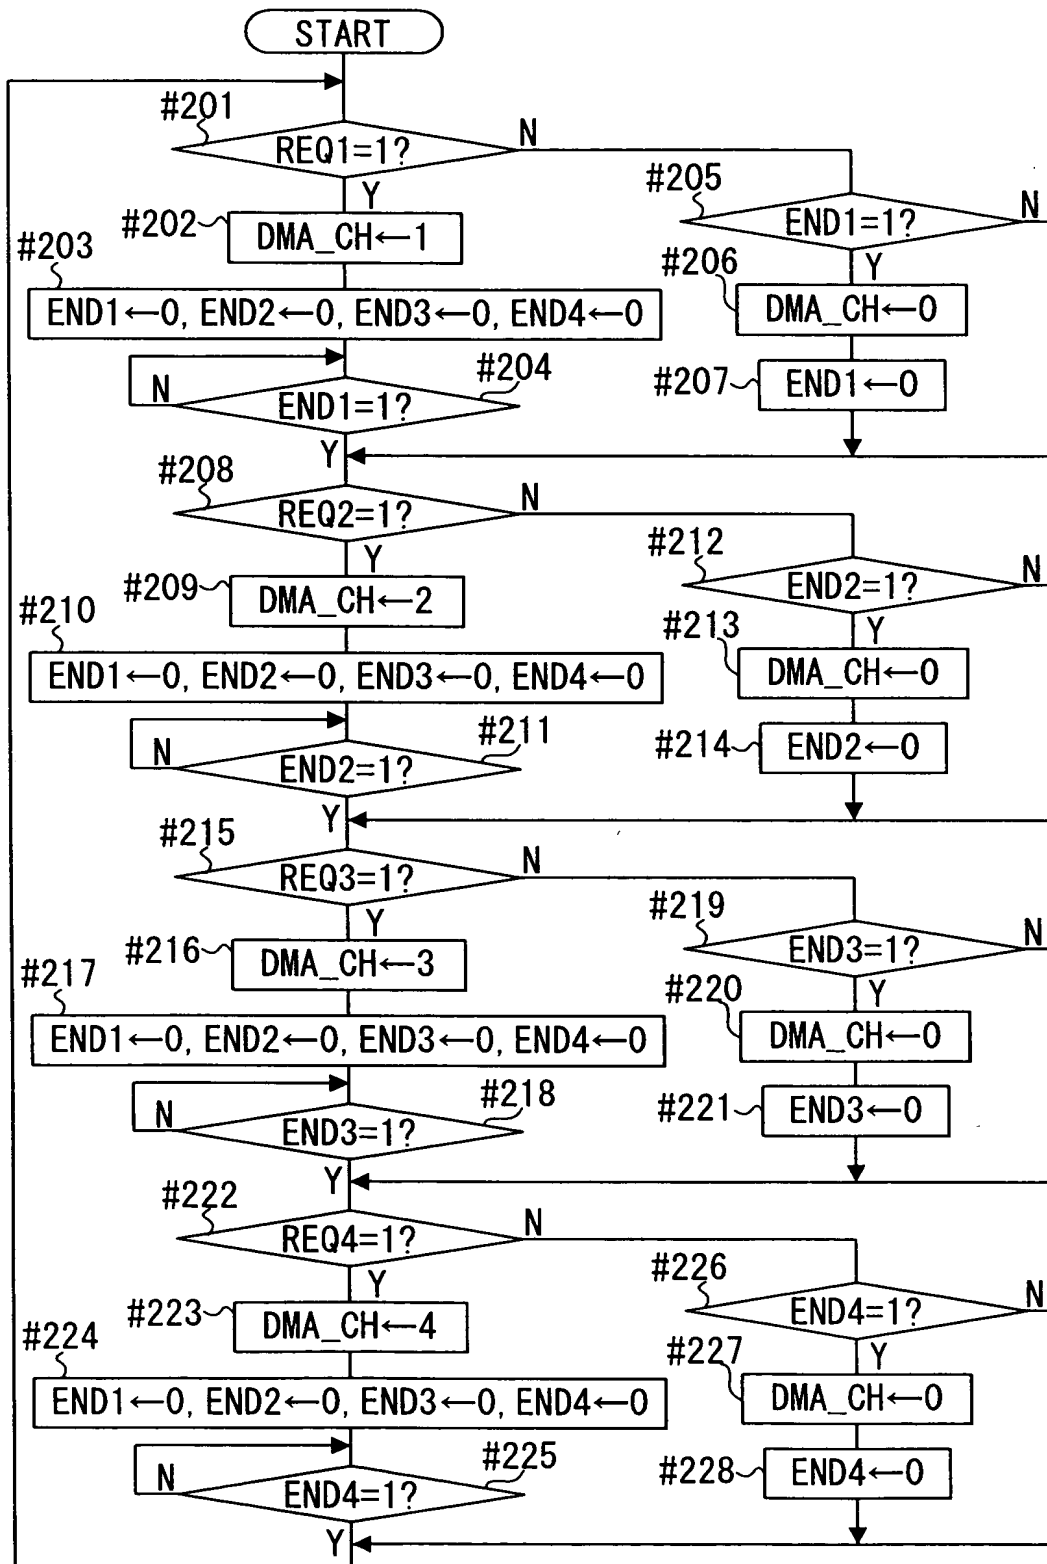 START
#201
REQ1=1?
N
Y
#205
END1=1?
N
Y
#202
DMA_CH←1
#203
END1←0, END2←0, END3←0, END4←0
#206
DMA_CH←0
#207
END1←0
#204
N
END1=1?
Y
#208
REQ2=1?
N
Y
#212
END2=1?
N
Y
#209
DMA_CH←2
#210
END1←0, END2←0, END3←0, END4←0
#213
DMA_CH←0
#214
END2←0
#211
N
END2=1?
Y
#215
REQ3=1?
N
Y
#219
END3=1?
N
Y
#216
DMA_CH←3
#217
END1←0, END2←0, END3←0, END4←0
#220
DMA_CH←0
#221
END3←0
#218
N
END3=1?
Y
#222
REQ4=1?
N
Y
#226
END4=1?
N
Y
#223
DMA_CH←4
#224
END1←0, END2←0, END3←0, END4←0
#227
DMA_CH←0
#228
END4←0
#225
N
END4=1?
Y